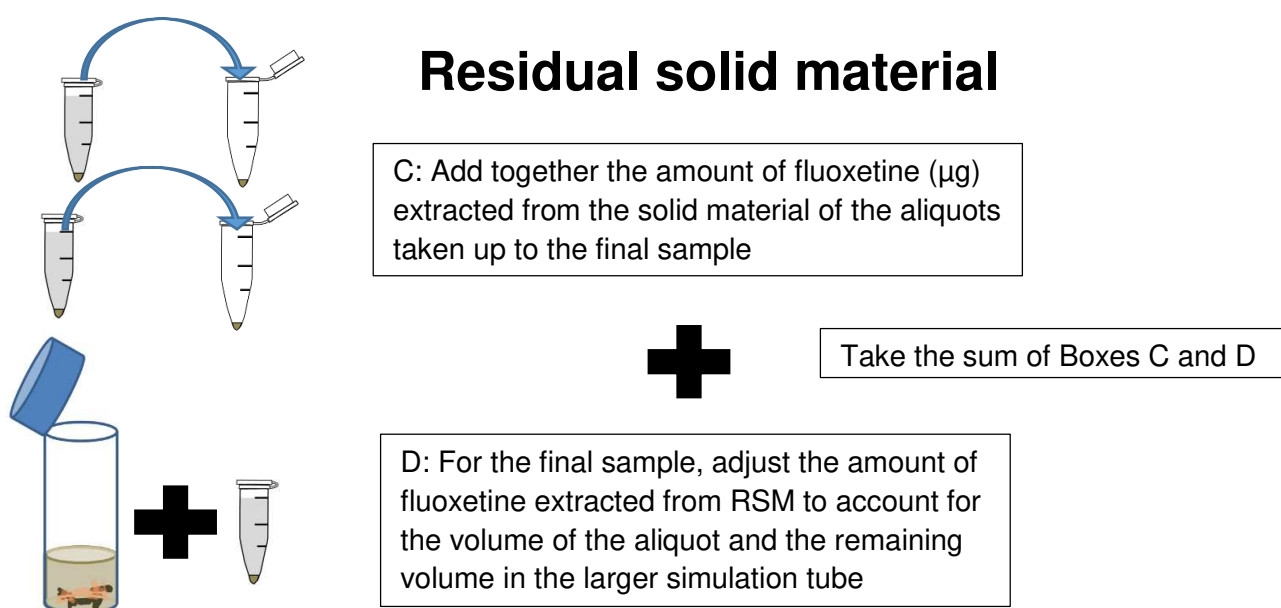 Residual solid material
C: Add together the amount of fluoxetine (µg)
extracted from the solid material of the aliquots
taken up to the final sample
Take the sum of Boxes C and D
D: For the final sample, adjust the amount of
fluoxetine extracted from RSM to account for
the volume of the aliquot and the remaining
volume in the larger simulation tube